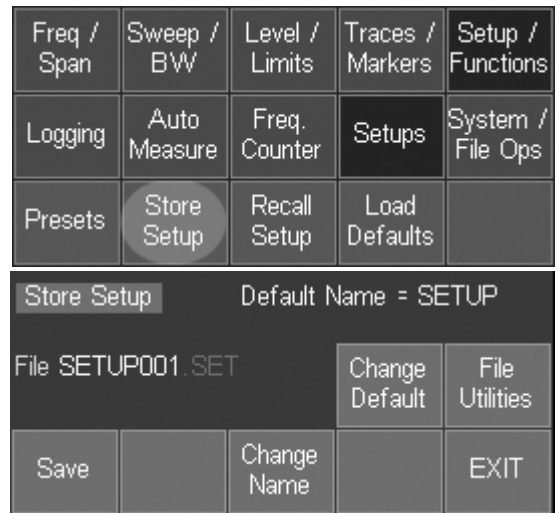 Freq / Sweep / Level / Traces / Setup /
Span BW Limits Markers Functions
Logging Auto Freq. Setups System /
Measure Counter File Ops
Presets Store Recall Load
Setup Setup Defaults
Store Setup Default Name = SETUP
File SETUP001.SET Change File
Default Utilities
Save Change EXIT
Name